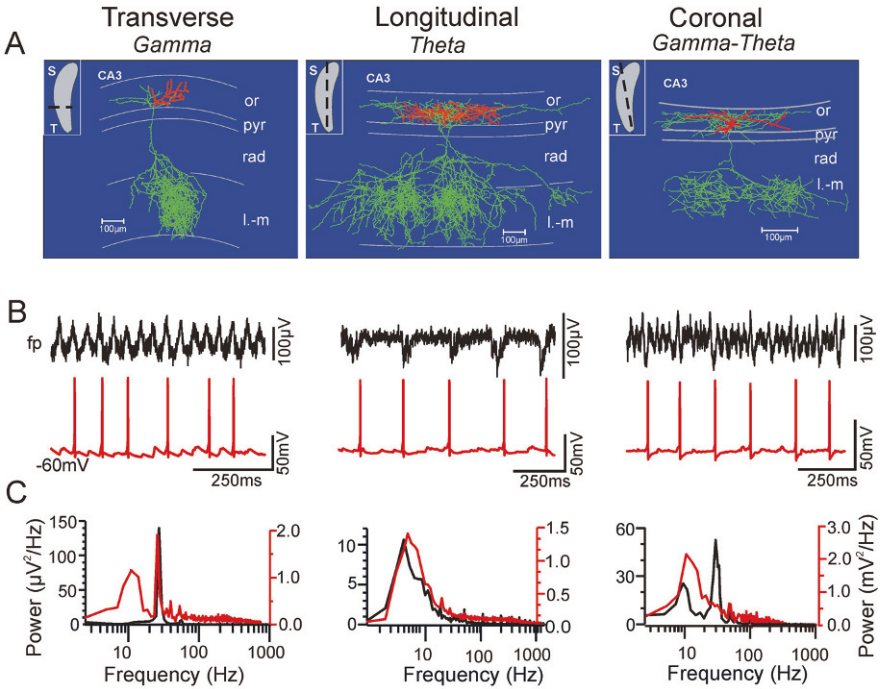 Transverse Longitudinal Coronal
Gamma Theta Gamma-Theta
A
S CA3 or pyr rad l.-m T 100µm
S CA3 or pyr rad l.-m T 100µm
S CA3 or pyr rad l.-m T 100µm
B
fp 100µV 100µV 100µV
-60mV 50mV 50mV 50mV
250ms 250ms 250ms
C
Power (µV²/Hz) 150 100 50 0 2.0 1.0 0.0
10 5 0 1.5 1.0 0.5 0.0
60 30 0 3.0 2.0 1.0 0.0 Power (mV²/Hz)
10 100 1000 10 100 1000 10 100 1000
Frequency (Hz) Frequency (Hz) Frequency (Hz)